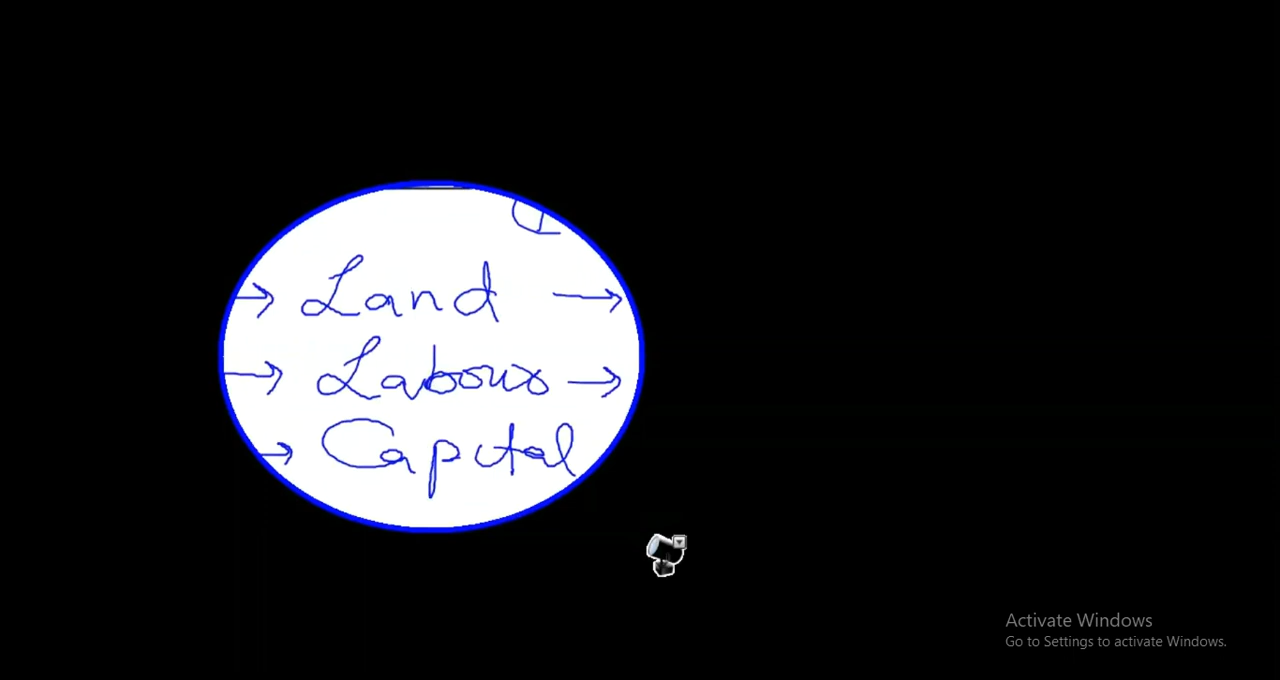 → Land →
→ Labour →
→ Capital
Activate Windows
Go to Settings to activate Windows.